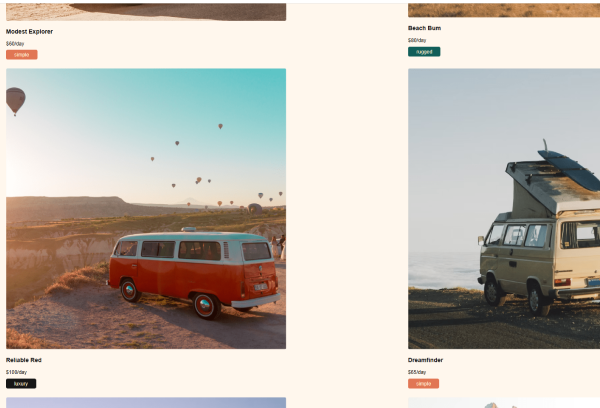 Modest Explorer
$60/day
simple
Beach Bum
$80/day
rugged
Reliable Red
$100/day
luxury
Dreamfinder
$65/day
simple